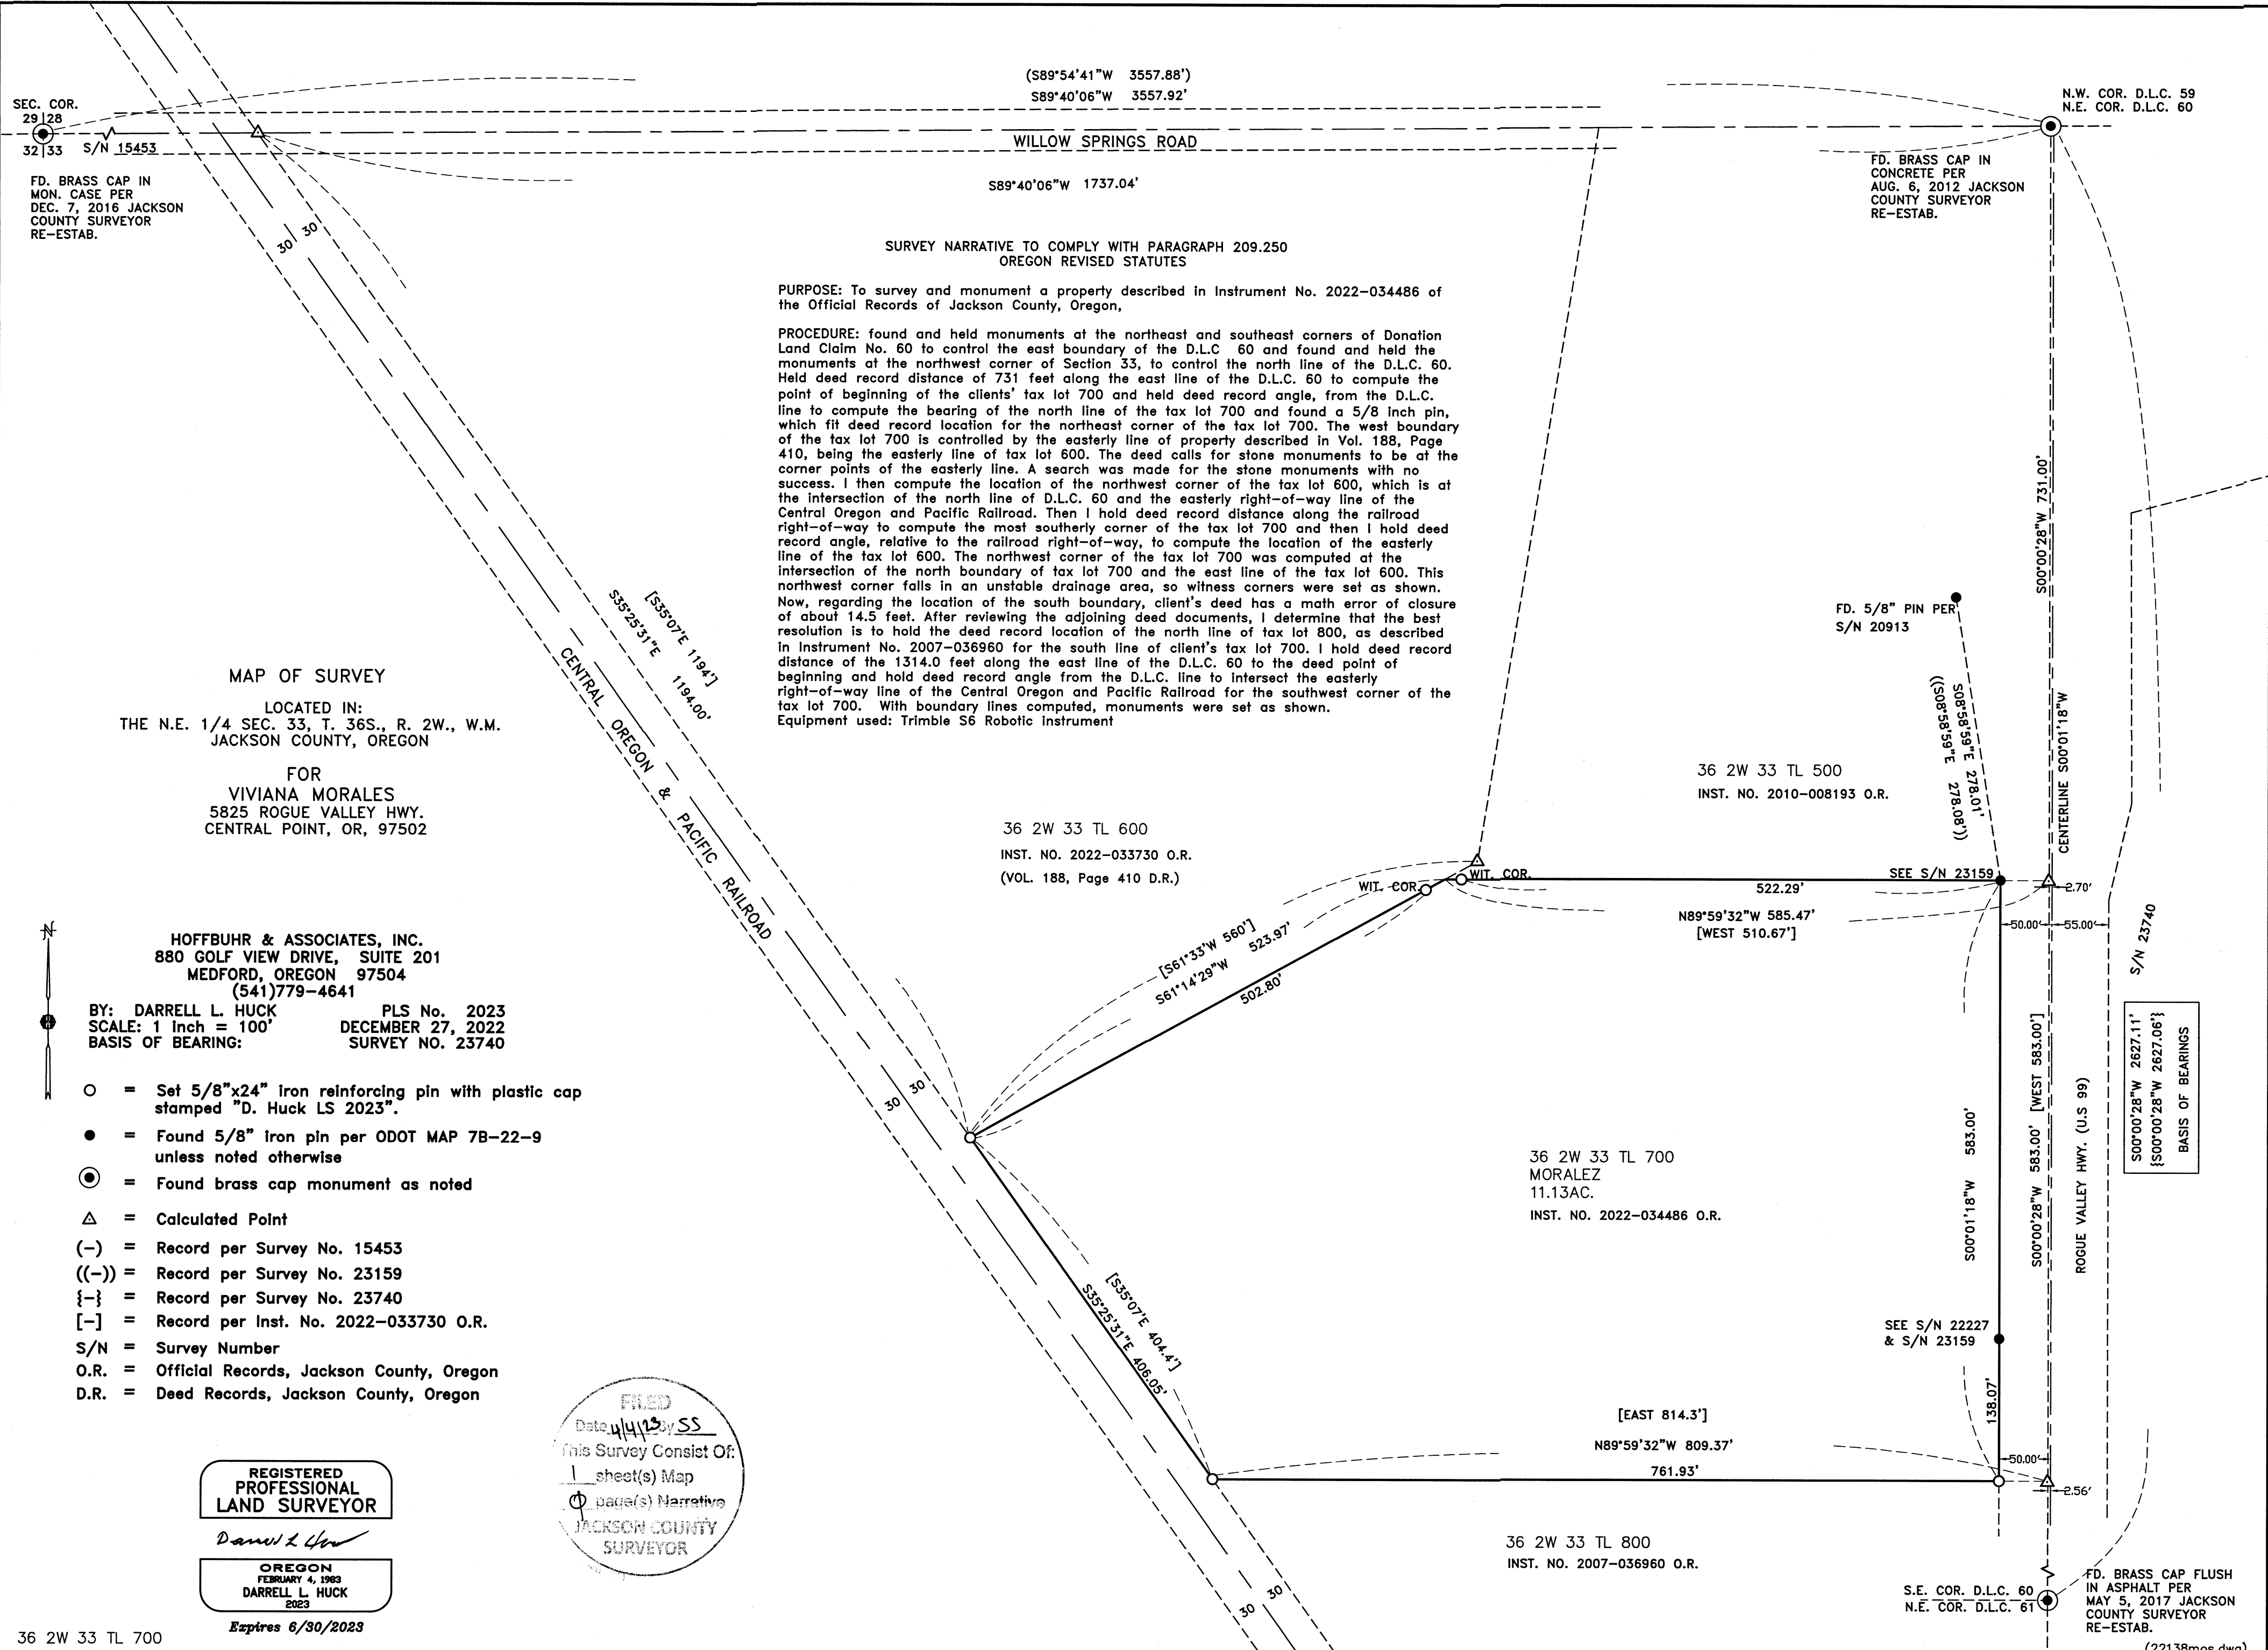 (S89°54'41"W 3557.88')
S89°40'06"W 3557.92'
SEC. COR.
29|28
32|33
S/N 15453
WILLOW SPRINGS ROAD
N.W. COR. D.L.C. 59
N.E. COR. D.L.C. 60
FD. BRASS CAP IN
MON. CASE PER
DEC. 7, 2016 JACKSON
COUNTY SURVEYOR
RE-ESTAB.
S89°40'06"W 1737.04'
FD. BRASS CAP IN
CONCRETE PER
AUG. 6, 2012 JACKSON
COUNTY SURVEYOR
RE-ESTAB.
30 30
SURVEY NARRATIVE TO COMPLY WITH PARAGRAPH 209.250
OREGON REVISED STATUTES
PURPOSE: To survey and monument a property described in Instrument No. 2022-034486 of
the Official Records of Jackson County, Oregon,
PROCEDURE: found and held monuments at the northeast and southeast corners of Donation
Land Claim No. 60 to control the east boundary of the D.L.C 60 and found and held the
monuments at the northwest corner of Section 33, to control the north line of the D.L.C. 60.
Held deed record distance of 731 feet along the east line of the D.L.C. 60 to compute the
point of beginning of the clients' tax lot 700 and held deed record angle, from the D.L.C.
line to compute the bearing of the north line of the tax lot 700 and found a 5/8 inch pin,
which fit deed record location for the northeast corner of the tax lot 700. The west boundary
of the tax lot 700 is controlled by the easterly line of property described in Vol. 188, Page
410, being the easterly line of tax lot 600. The deed calls for stone monuments to be at the
corner points of the easterly line. A search was made for the stone monuments with no
success. I then compute the location of the northwest corner of the tax lot 600, which is at
the intersection of the north line of D.L.C. 60 and the easterly right-of-way line of the
Central Oregon and Pacific Railroad. Then I hold deed record distance along the railroad
right-of-way to compute the most southerly corner of the tax lot 700 and then I hold deed
record angle, relative to the railroad right-of-way, to compute the location of the easterly
line of the tax lot 600. The northwest corner of the tax lot 700 was computed at the
intersection of the north boundary of tax lot 700 and the east line of the tax lot 600. This
northwest corner falls in an unstable drainage area, so witness corners were set as shown.
Now, regarding the location of the south boundary, client's deed has a math error of closure
of about 14.5 feet. After reviewing the adjoining deed documents, I determine that the best
resolution is to hold the deed record location of the north line of tax lot 800, as described
in Instrument No. 2007-036960 for the south line of client's tax lot 700. I hold deed record
distance of the 1314.0 feet along the east line of the D.L.C. 60 to the deed point of
beginning and hold deed record angle from the D.L.C. line to intersect the easterly
right-of-way line of the Central Oregon and Pacific Railroad for the southwest corner of the
tax lot 700. With boundary lines computed, monuments were set as shown.
Equipment used: Trimble S6 Robotic instrument
S00°00'28"W 731.00'
CENTERLINE S00°01'18"W
FD. 5/8" PIN PER
S/N 20913
S08°58'59"E 278.01'
((S08°58'59"E 278.08'))
[S35°07'E 1194']
S35°25'31"E 1194.00'
CENTRAL OREGON & PACIFIC RAILROAD
MAP OF SURVEY
LOCATED IN:
THE N.E. 1/4 SEC. 33, T. 36S., R. 2W., W.M.
JACKSON COUNTY, OREGON
FOR
VIVIANA MORALES
5825 ROGUE VALLEY HWY.
CENTRAL POINT, OR, 97502
36 2W 33 TL 500
INST. NO. 2010-008193 O.R.
36 2W 33 TL 600
INST. NO. 2022-033730 O.R.
(VOL. 188, Page 410 D.R.)
WIT. COR.
WIT. COR.
SEE S/N 23159
522.29'
2.70'
N89°59'32"W 585.47'
[WEST 510.67']
50.00'
55.00'
S/N 23740
[S61°33'W 560']
S61°14'29"W 523.97'
502.80'
N
HOFFBUHR & ASSOCIATES, INC.
880 GOLF VIEW DRIVE, SUITE 201
MEDFORD, OREGON 97504
(541)779-4641
BY: DARRELL L. HUCK PLS No. 2023
SCALE: 1 inch = 100' DECEMBER 27, 2022
BASIS OF BEARING: SURVEY NO. 23740
O = Set 5/8"x24" iron reinforcing pin with plastic cap
stamped "D. Huck LS 2023".
● = Found 5/8" iron pin per ODOT MAP 7B-22-9
unless noted otherwise
= Found brass cap monument as noted
△ = Calculated Point
(-) = Record per Survey No. 15453
((-)) = Record per Survey No. 23159
{-} = Record per Survey No. 23740
[-] = Record per Inst. No. 2022-033730 O.R.
S/N = Survey Number
O.R. = Official Records, Jackson County, Oregon
D.R. = Deed Records, Jackson County, Oregon
30 30
S00°00'28"W 2627.11'
{S00°00'28"W 2627.06'}
BASIS OF BEARINGS
ROGUE VALLEY HWY. (U.S 99)
S00°00'28"W 583.00' [WEST 583.00']
S00°01'18"W 583.00'
36 2W 33 TL 700
MORALEZ
11.13AC.
INST. NO. 2022-034486 O.R.
[S35°07'E 404.4']
S35°25'31"E 406.05'
SEE S/N 22227
& S/N 23159
138.07'
[EAST 814.3']
N89°59'32"W 809.37'
761.93'
50.00'
2.56'
FILED
Date 4/4/23 By SS
This Survey Consist Of:
1 sheet(s) Map
0 page(s) Narrative
JACKSON COUNTY
SURVEYOR
REGISTERED
PROFESSIONAL
LAND SURVEYOR
Darrell L Huck
OREGON
FEBRUARY 4, 1983
DARRELL L. HUCK
2023
Expires 6/30/2023
36 2W 33 TL 800
INST. NO. 2007-036960 O.R.
30 30
S.E. COR. D.L.C. 60
N.E. COR. D.L.C. 61
FD. BRASS CAP FLUSH
IN ASPHALT PER
MAY 5, 2017 JACKSON
COUNTY SURVEYOR
RE-ESTAB.
36 2W 33 TL 700
(22138mos.dwg)